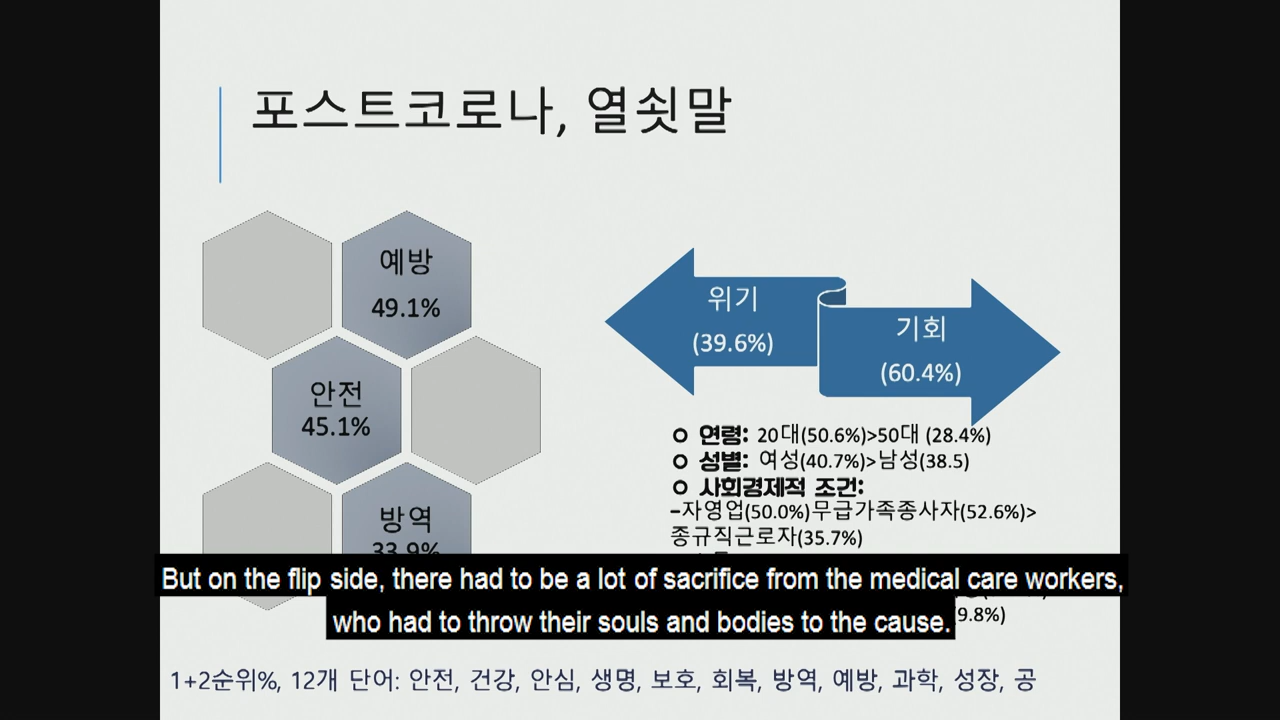 포스트코로나, 열쇳말
예방
49.1%
안전
45.1%
방역
33.9%
위기
(39.6%)
기회
(60.4%)
연령: 20대(50.6%)>50대 (28.4%)
성별: 여성(40.7%)>남성(38.5)
사회경제적 조건:
-자영업(50.0%)무급가족종사자(52.6%)>
종규직근로자(35.7%)
9.8%)
But on the flip side, there had to be a lot of sacrifice from the medical care workers,
who had to throw their souls and bodies to the cause.
1+2순위%, 12개 단어: 안전, 건강, 안심, 생명, 보호, 회복, 방역, 예방, 과학, 성장, 공